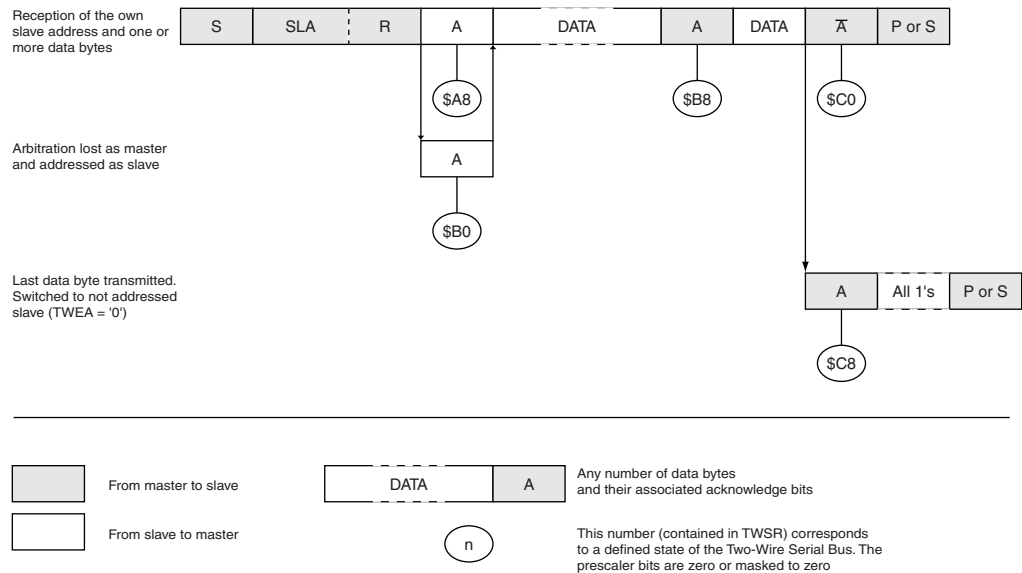 Reception of the own
slave address and one or
more data bytes
S SLA R A DATA A DATA A̅ P or S
$A8 $B8 $C0
Arbitration lost as master
and addressed as slave
A
$B0
Last data byte transmitted.
Switched to not addressed
slave (TWEA = '0')
A All 1's P or S
$C8
From master to slave
DATA A
Any number of data bytes
and their associated acknowledge bits
From slave to master
n
This number (contained in TWSR) corresponds
to a defined state of the Two-Wire Serial Bus. The
prescaler bits are zero or masked to zero